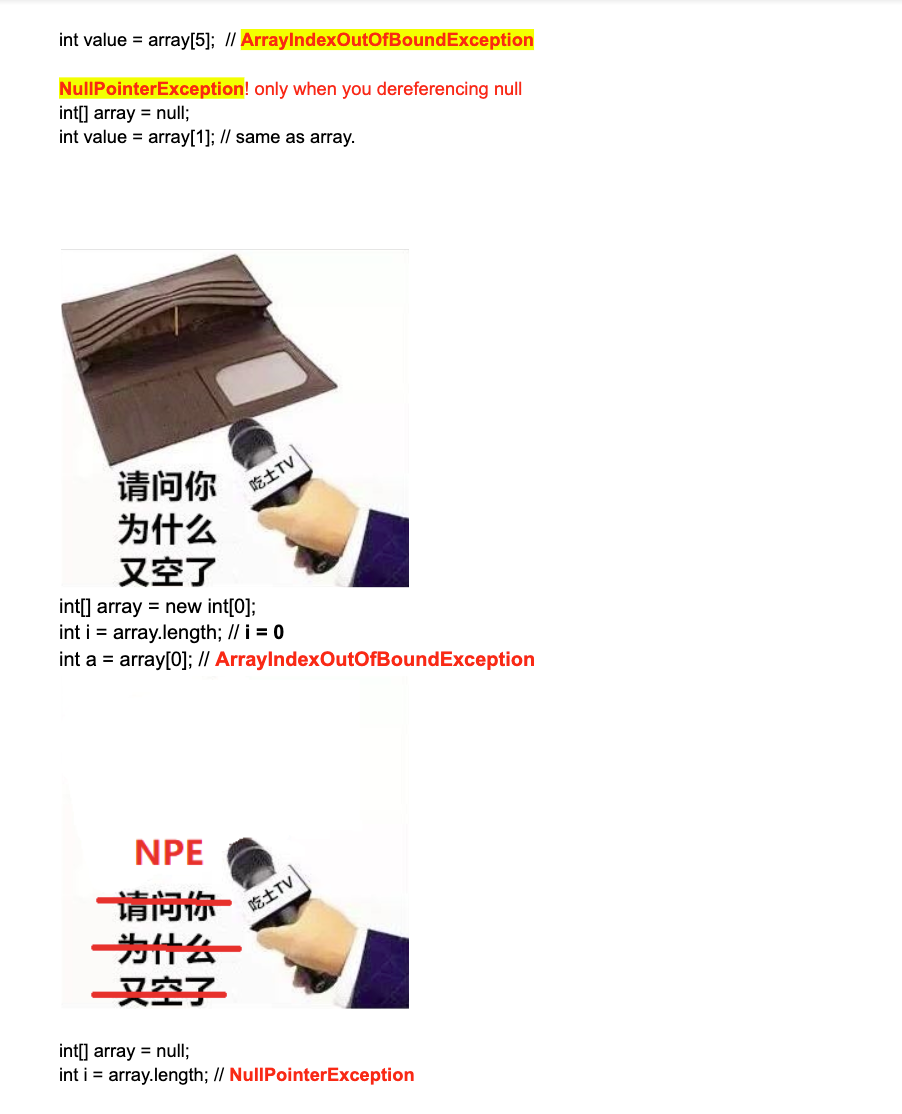 int value = array[5];  // ArrayIndexOutOfBoundException
NullPointerException! only when you dereferencing null
int[] array = null;
int value = array[1]; // same as array.
吃土TV
请问你
为什么
又空了
int[] array = new int[0];
int i = array.length; // i = 0
int a = array[0]; // ArrayIndexOutOfBoundException
NPE
吃土TV
请问你
为什么
又空了
int[] array = null;
int i = array.length; // NullPointerException